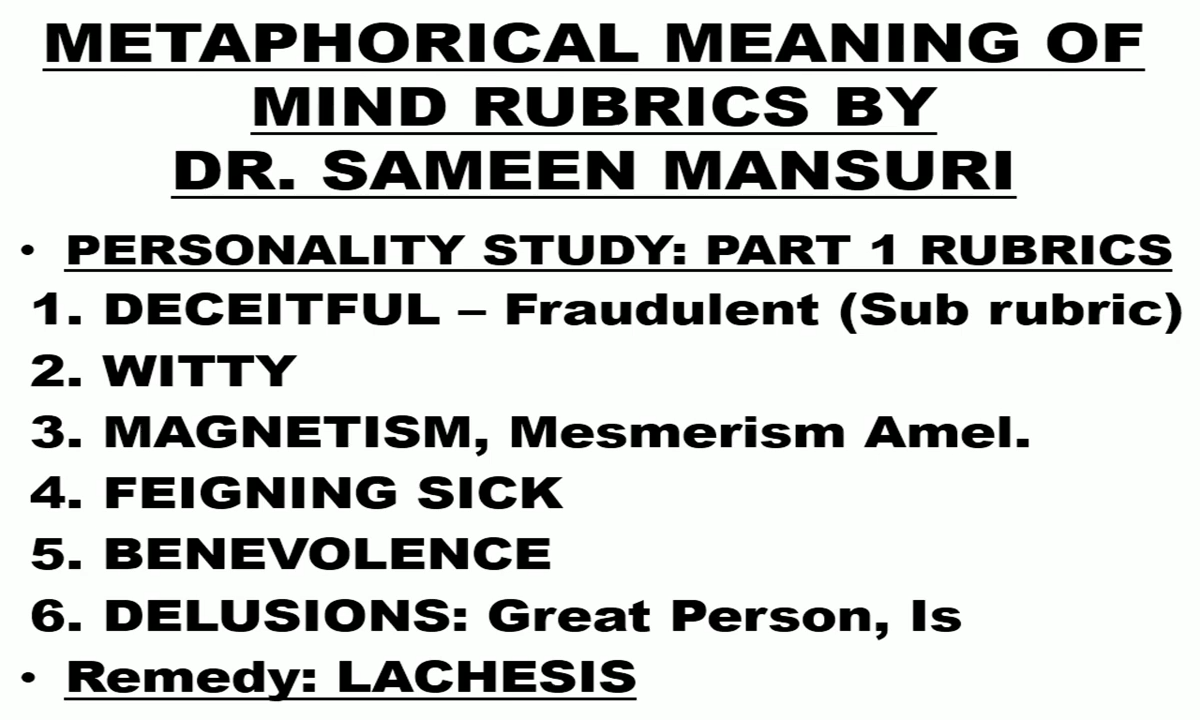 METAPHORICAL MEANING OF
MIND RUBRICS BY
DR. SAMEEN MANSURI
• PERSONALITY STUDY: PART 1 RUBRICS
1. DECEITFUL – Fraudulent (Sub rubric)
2. WITTY
3. MAGNETISM, Mesmerism Amel.
4. FEIGNING SICK
5. BENEVOLENCE
6. DELUSIONS: Great Person, Is
• Remedy: LACHESIS